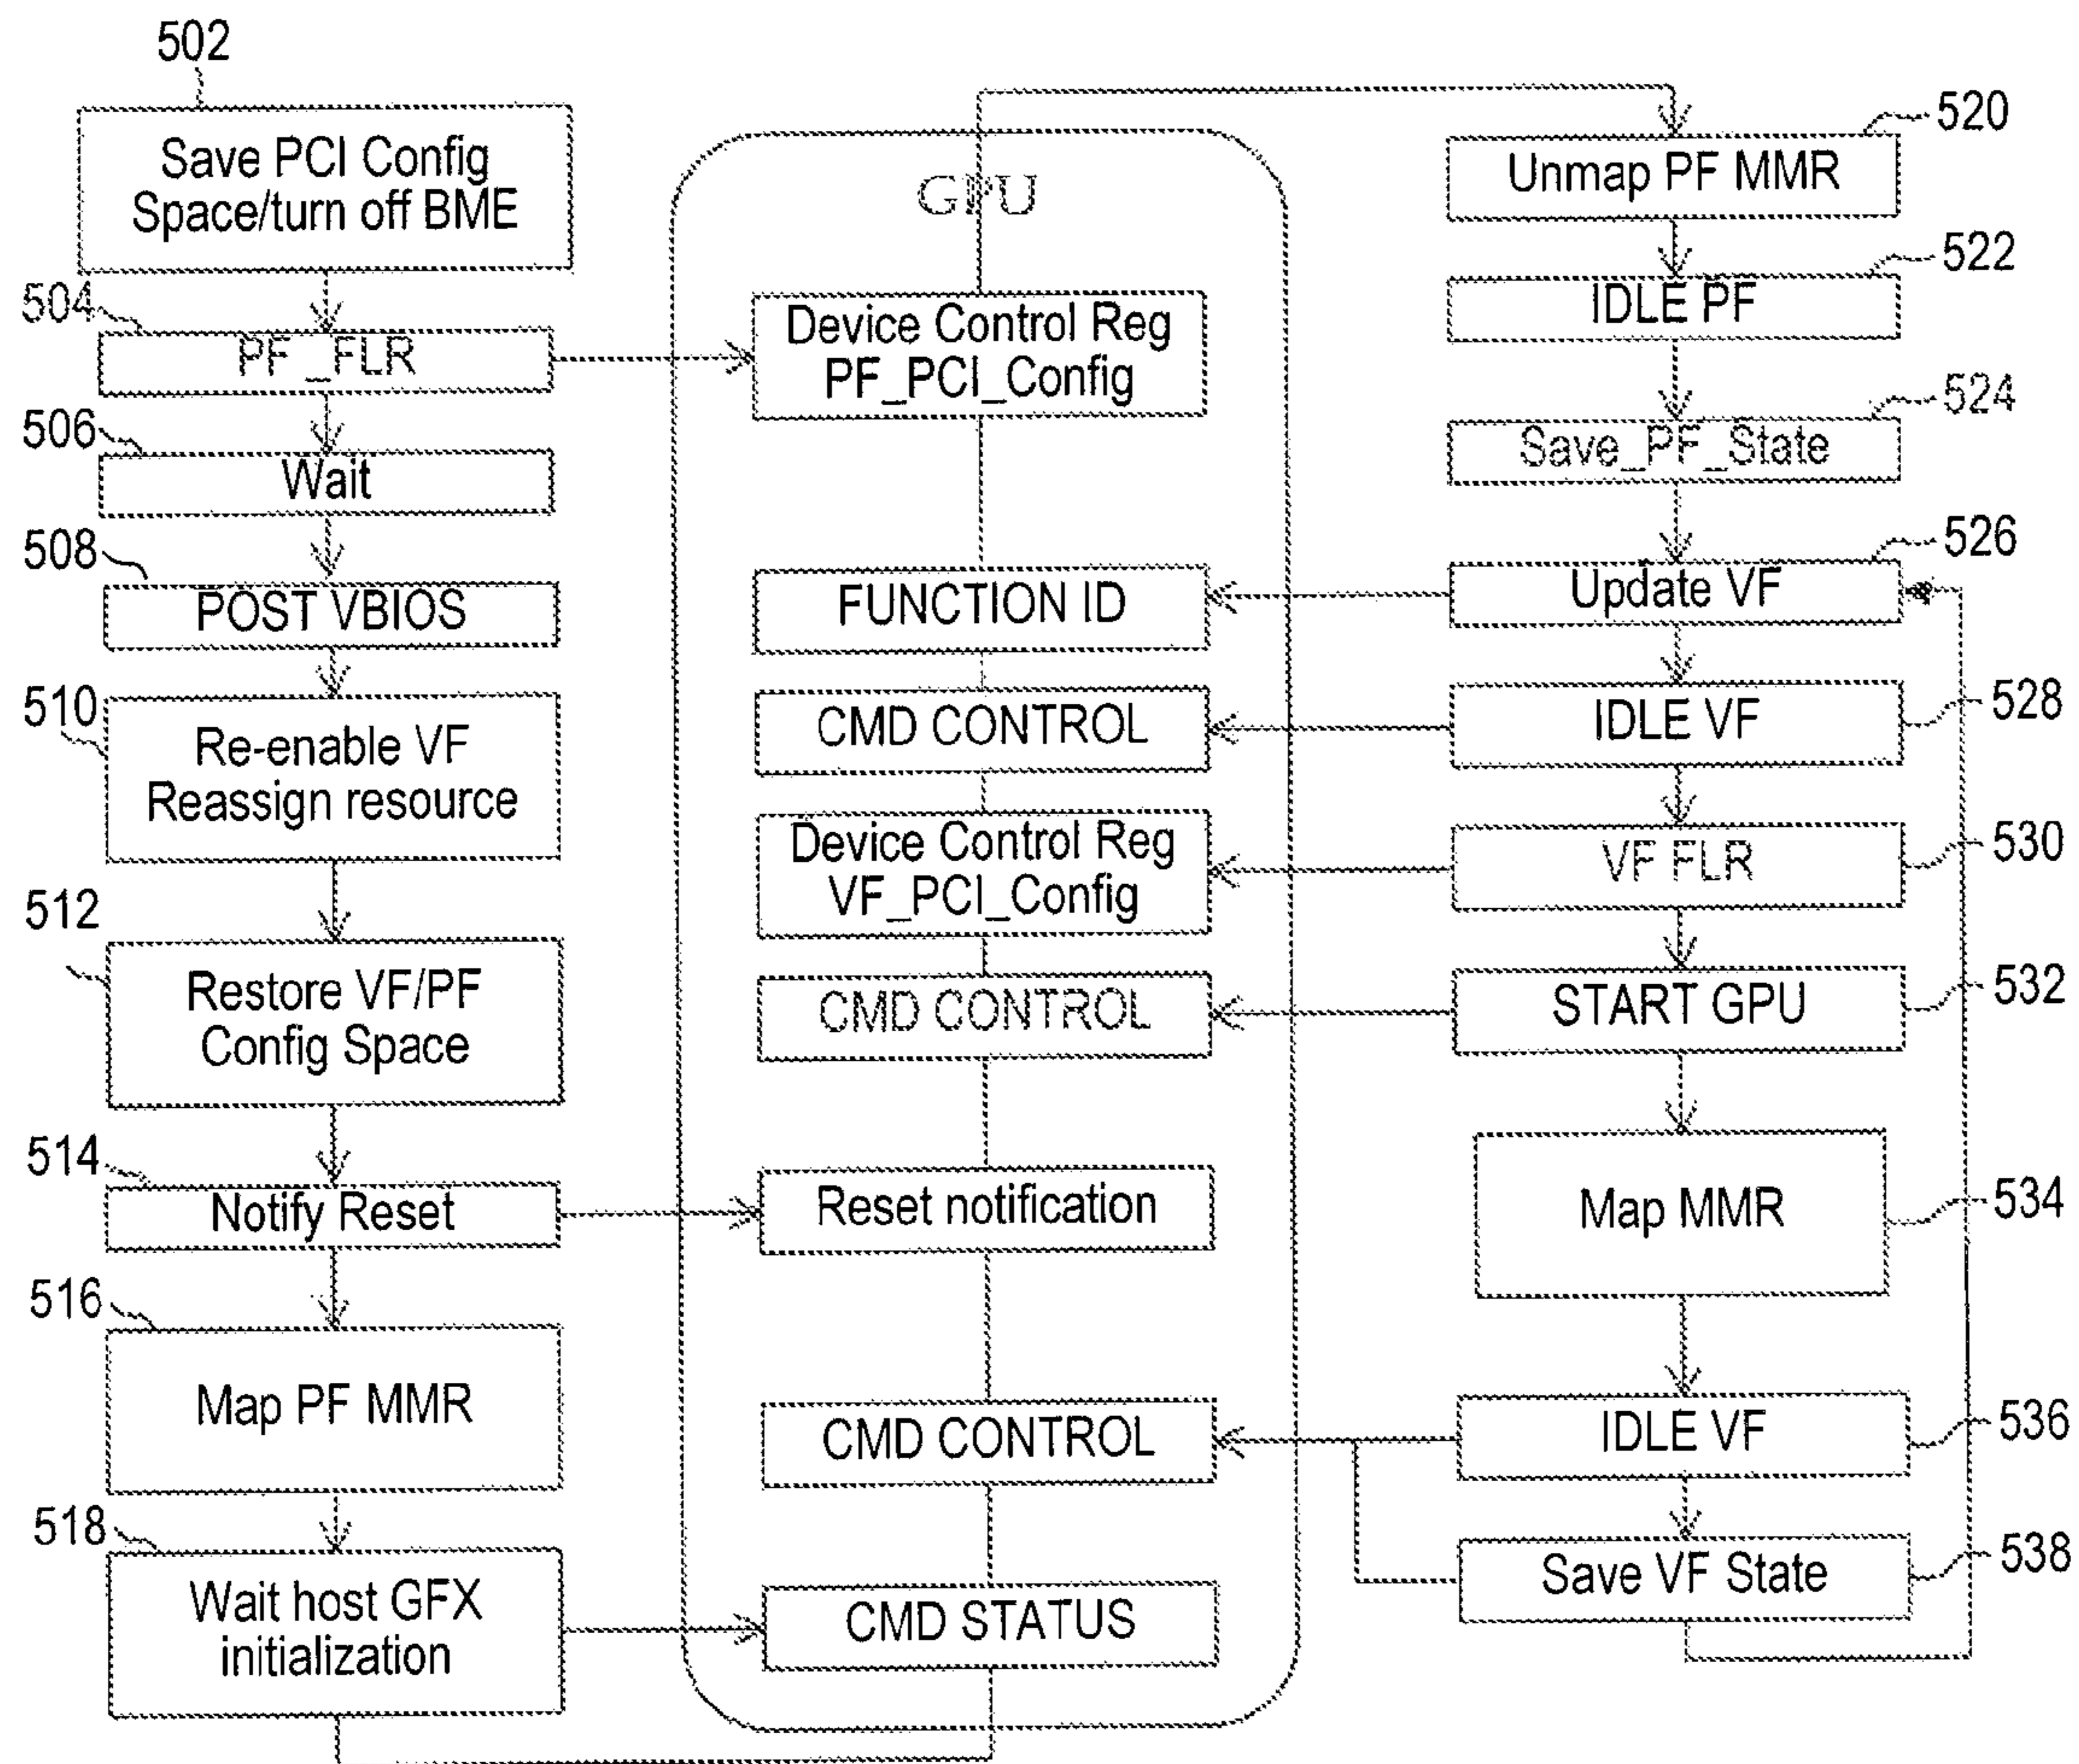 502
Save PCI Config
Space/turn off BME
504
PF_FLR
506
Wait
508
POST VBIOS
510
Re-enable VF
Reassign resource
512
Restore VF/PF
Config Space
514
Notify Reset
516
Map PF MMR
518
Wait host GFX
initialization
GPU
Device Control Reg
PF_PCI_Config
FUNCTION ID
CMD CONTROL
Device Control Reg
VF_PCI_Config
CMD CONTROL
Reset notification
CMD CONTROL
CMD STATUS
520
Unmap PF MMR
522
IDLE PF
524
Save_PF_State
526
Update VF
528
IDLE VF
530
VF FLR
532
START GPU
534
Map MMR
536
IDLE VF
538
Save VF State